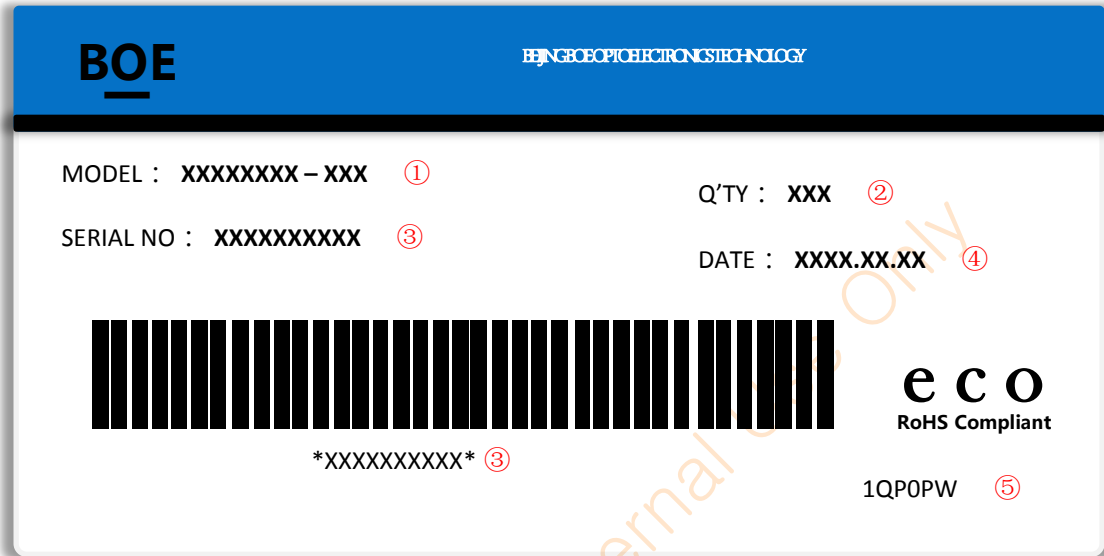 BOE
BEIJING BOE OPTOELECTRONICS TECHNOLOGY
MODEL： XXXXXXXX – XXX ①
Q'TY： XXX ②
SERIAL NO： XXXXXXXXXX ③
DATE： XXXX.XX.XX ④
*XXXXXXXXXX* ③
e c o
RoHS Compliant
1QP0PW ⑤
Only